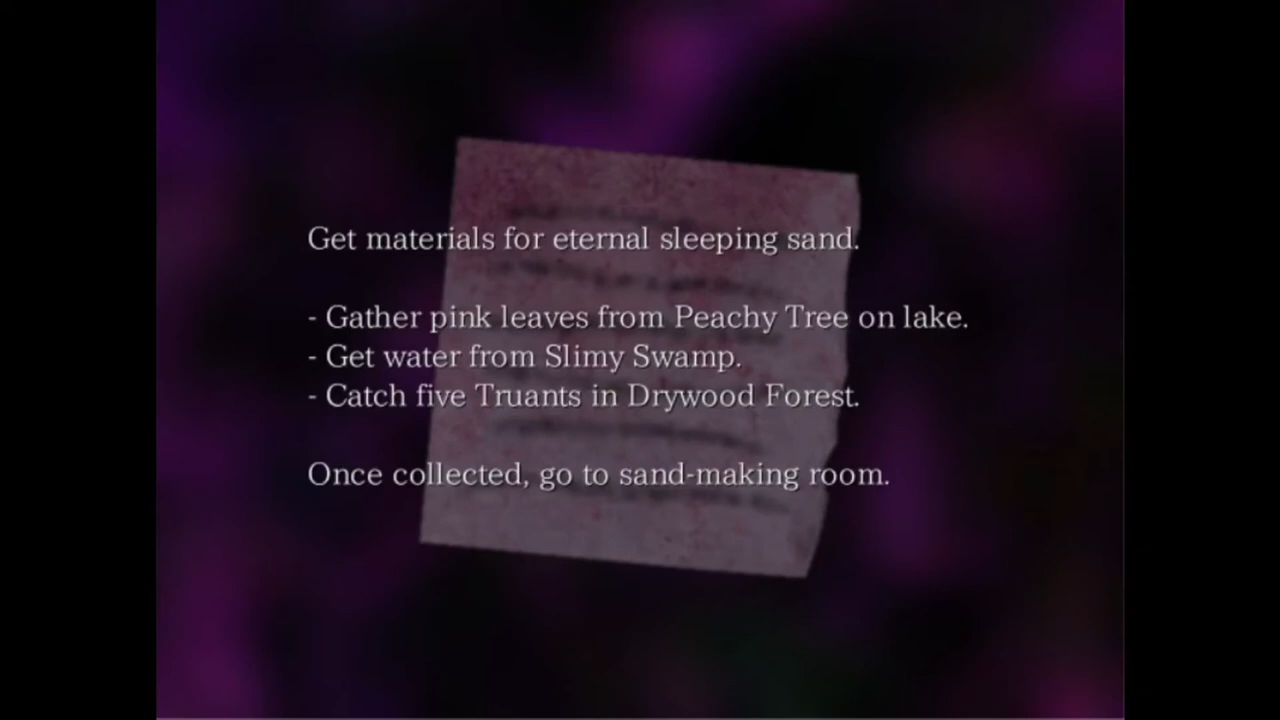 Get materials for eternal sleeping sand.
- Gather pink leaves from Peachy Tree on lake.
- Get water from Slimy Swamp.
- Catch five Truants in Drywood Forest.
Once collected, go to sand-making room.